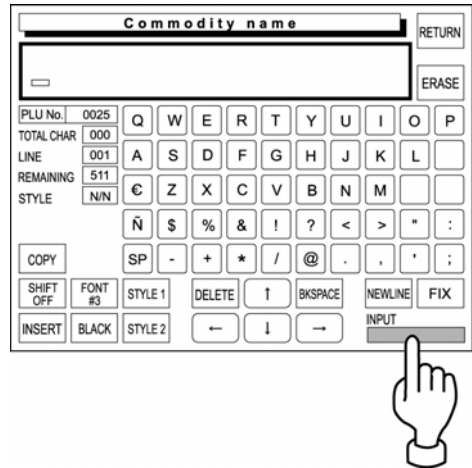 Commodity name
RETURN
ERASE
PLU No. 0025
TOTAL CHAR 000
LINE 001
REMAINING 511
STYLE N/N
Q W E R T Y U I O P
A S D F G H J K L
€ Z X C V B N M
Ñ $ % & ! ? < > " :
COPY SP - + * / @ . , ' ;
SHIFT OFF FONT #3 STYLE 1 DELETE ↑ BKSPACE NEWLINE FIX
INSERT BLACK STYLE 2 ← ↓ → INPUT